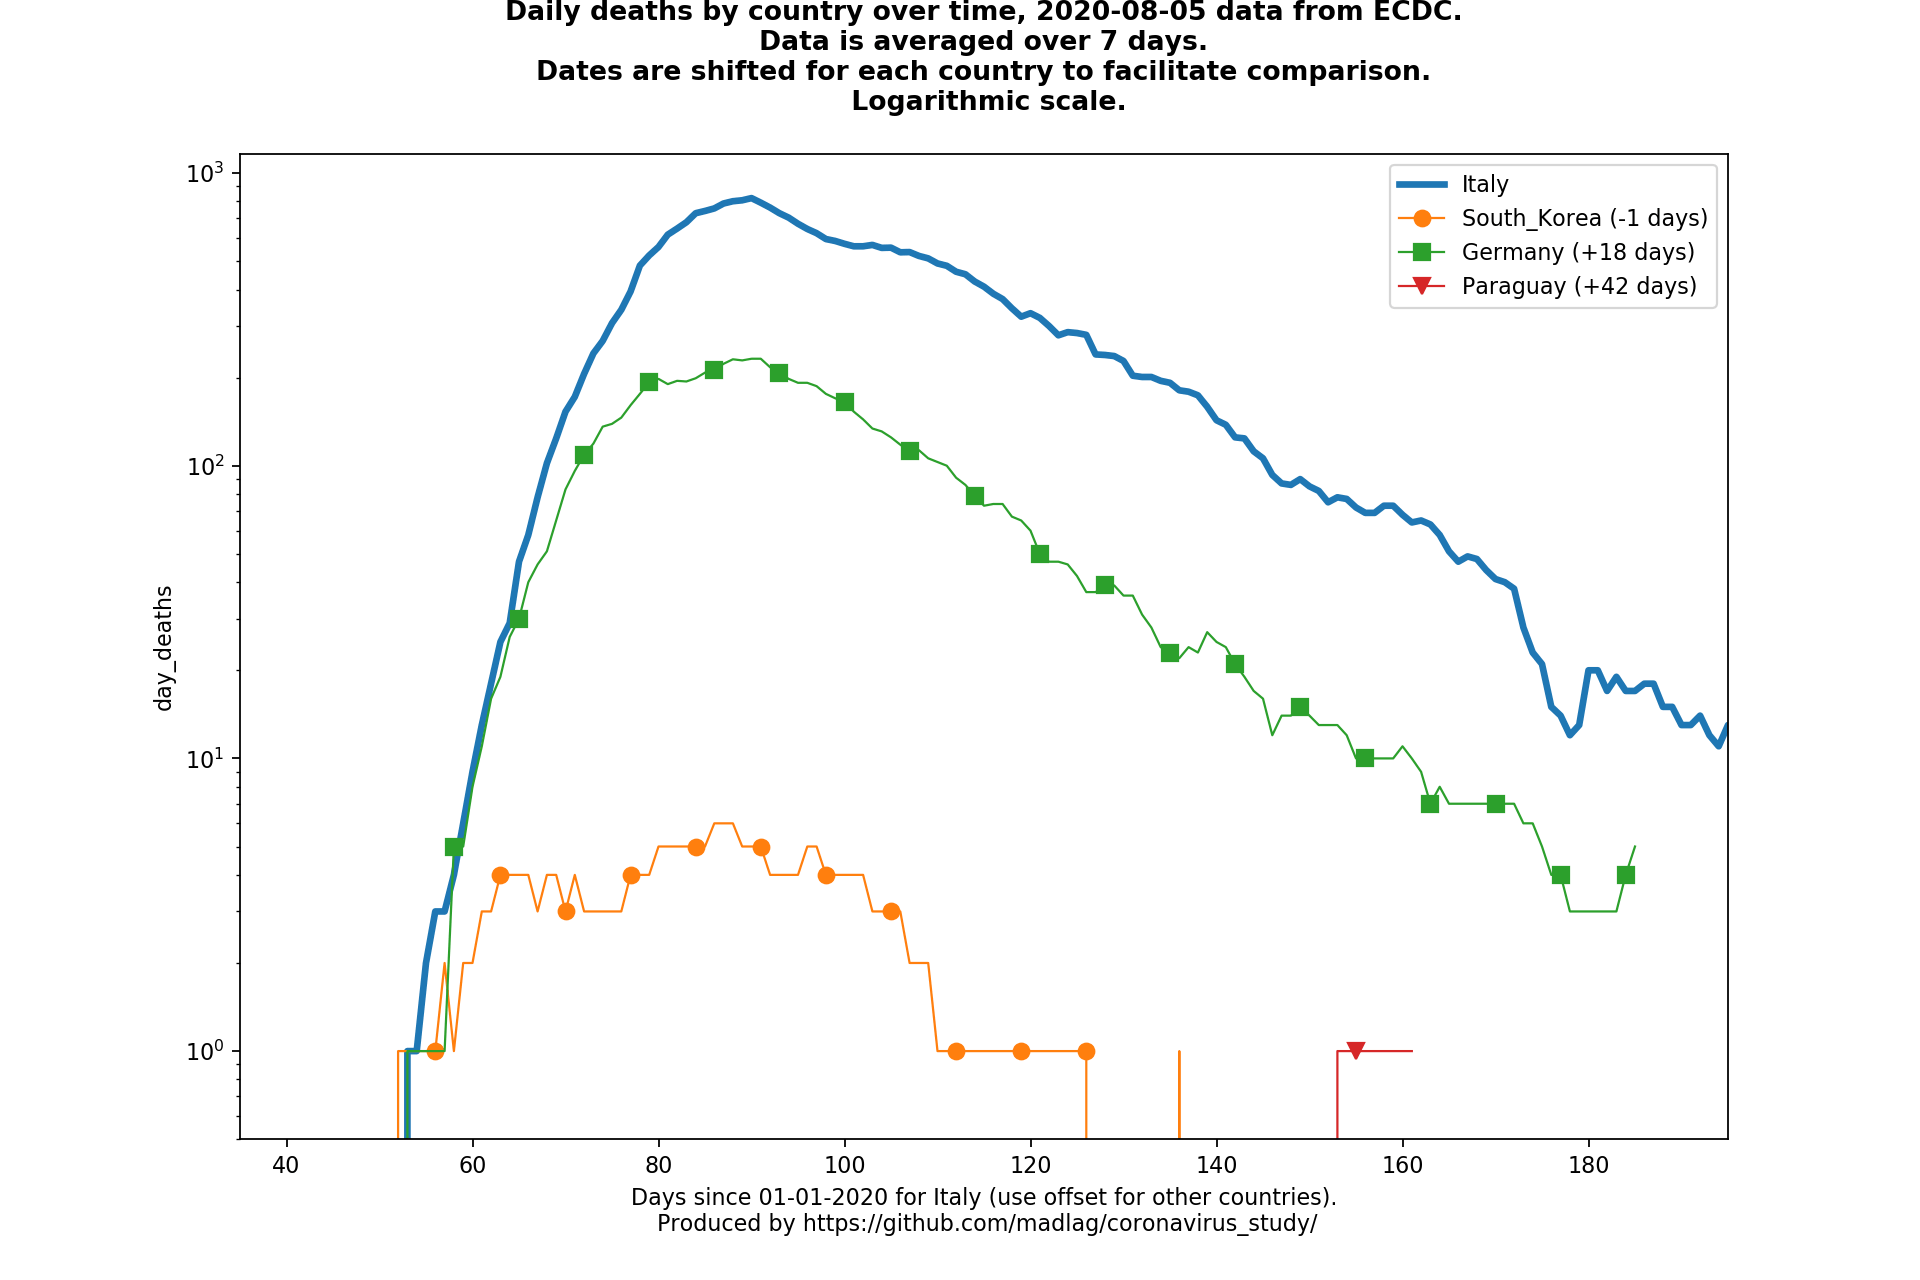 Daily deaths by country over time, 2020-08-05 data from ECDC.
Data is averaged over 7 days.
Dates are shifted for each country to facilitate comparison.
Logarithmic scale.
10³
10²
10¹
10⁰
day_deaths
Italy
South_Korea (-1 days)
Germany (+18 days)
Paraguay (+42 days)
40 60 80 100 120 140 160 180
Days since 01-01-2020 for Italy (use offset for other countries).
Produced by https://github.com/madlag/coronavirus_study/